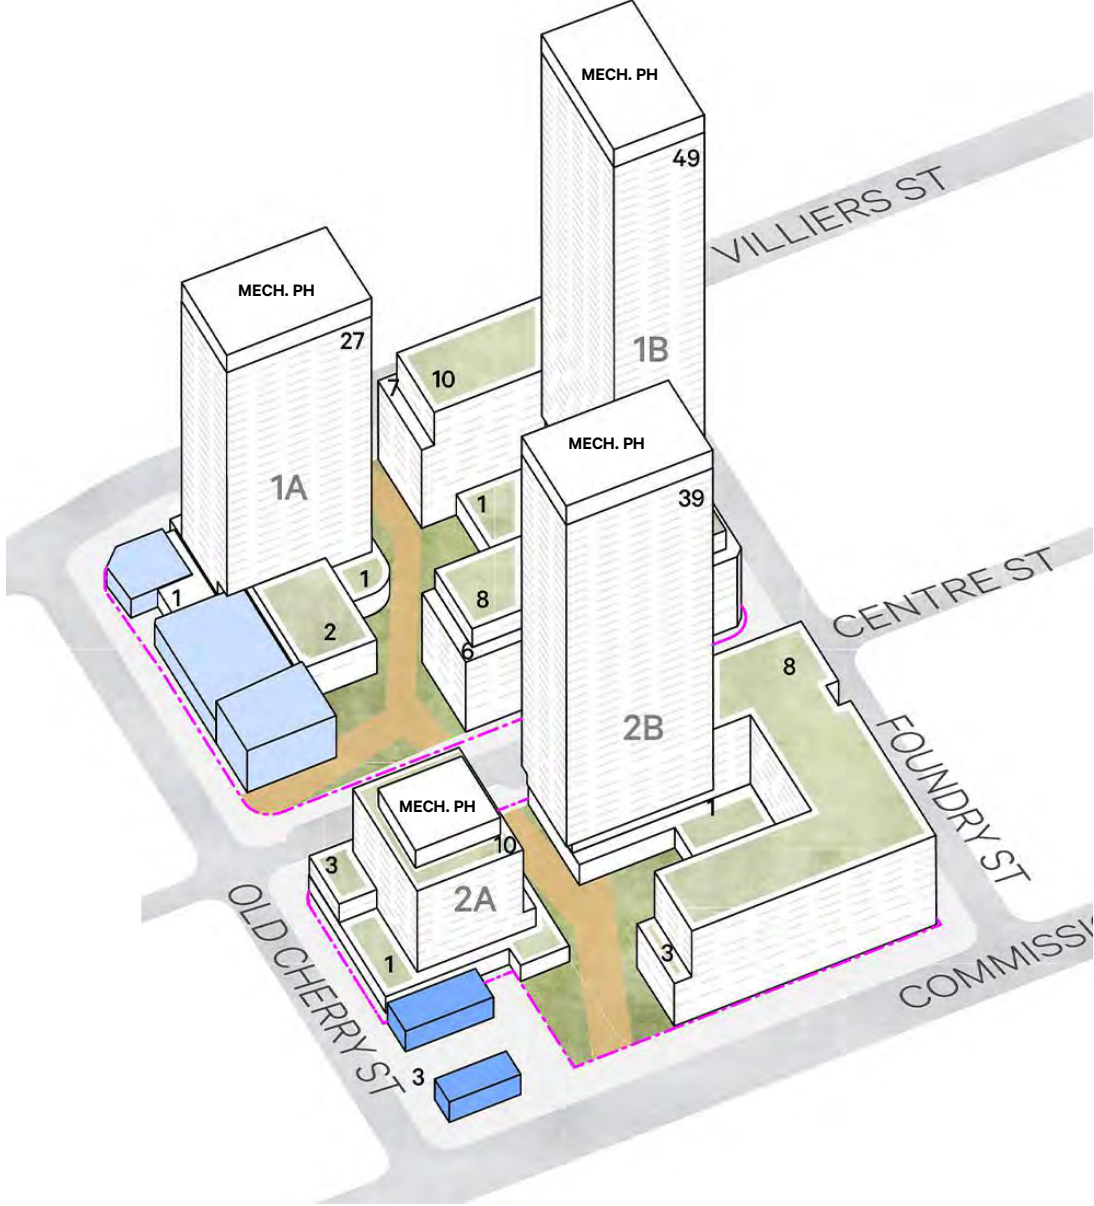 MECH. PH
49
VILLIERS ST
MECH. PH
27
1B
7
10
MECH. PH
1A
1
39
CENTRE ST
1
1
8
2
6
8
2B
FOUNDRY ST
MECH. PH
1
10
3
2A
OLD CHERRY ST
1
3
COMMISSI
3